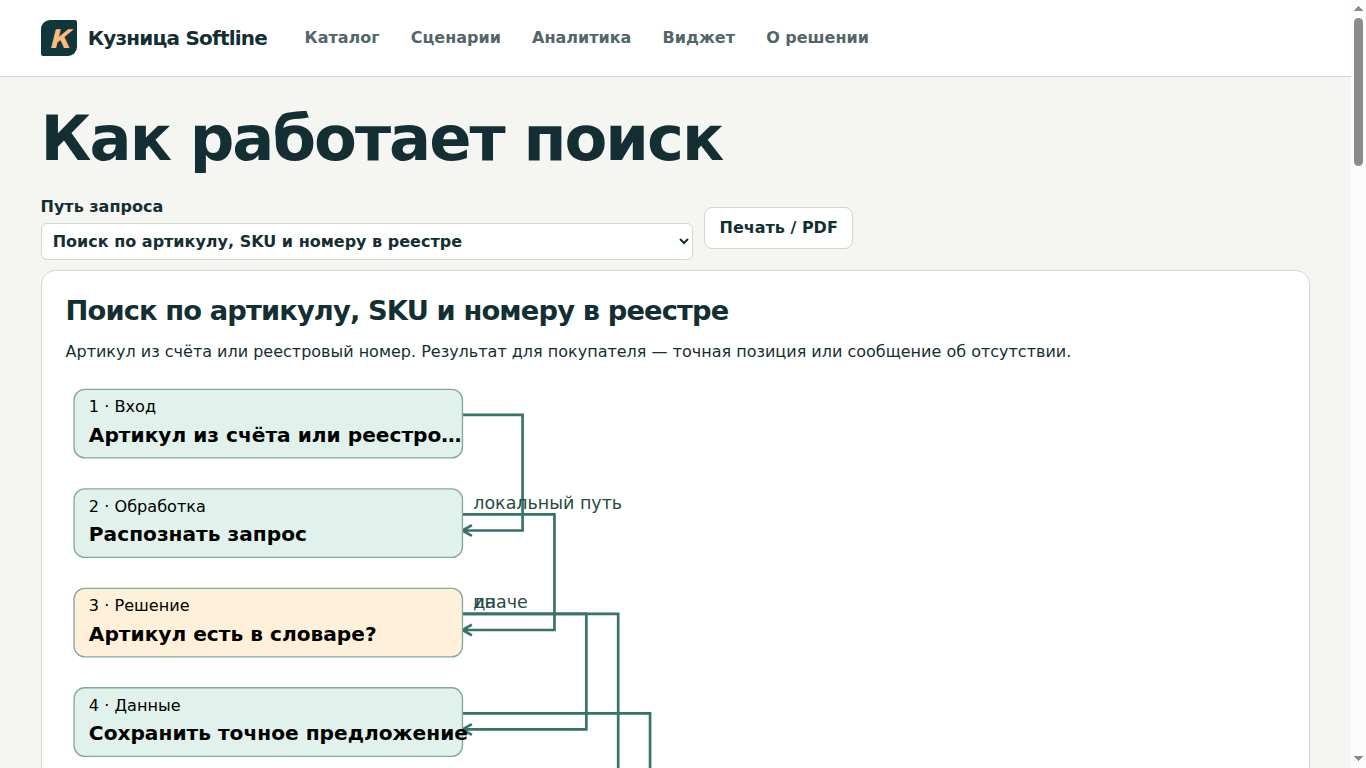 К Кузница Softline Каталог Сценарии Аналитика Виджет О решении
Как работает поиск
Путь запроса
Поиск по артикулу, SKU и номеру в реестре
Печать / PDF
Поиск по артикулу, SKU и номеру в реестре
Артикул из счёта или реестровый номер. Результат для покупателя — точная позиция или сообщение об отсутствии.
1 · Вход
Артикул из счёта или реестро…
локальный путь
2 · Обработка
Распознать запрос
иначе
3 · Решение
Артикул есть в словаре?
4 · Данные
Сохранить точное предложение